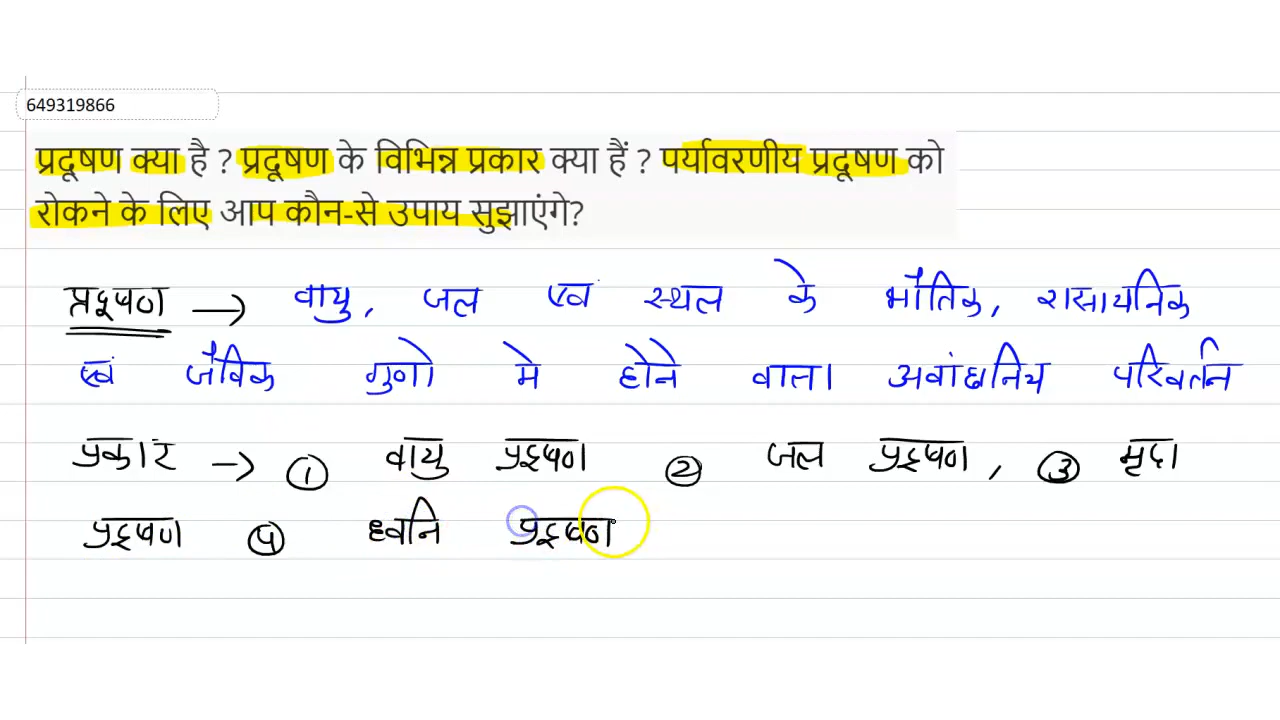 649319866
प्रदूषण क्या है ? प्रदूषण के विभिन्न प्रकार क्या हैं ? पर्यावरणीय प्रदूषण को
रोकने के लिए आप कौन-से उपाय सुझाएंगे?
प्रदूषण → वायु, जल एवं स्थल के भौतिक, रासायनिक
एवं जैविक गुणो मे होने वाला अवांछनिय परिवर्तन
प्रकार → ① वायु प्रदूषण ② जल प्रदूषण, ③ मृदा
प्रदूषण ④ ध्वनि प्रदूषण